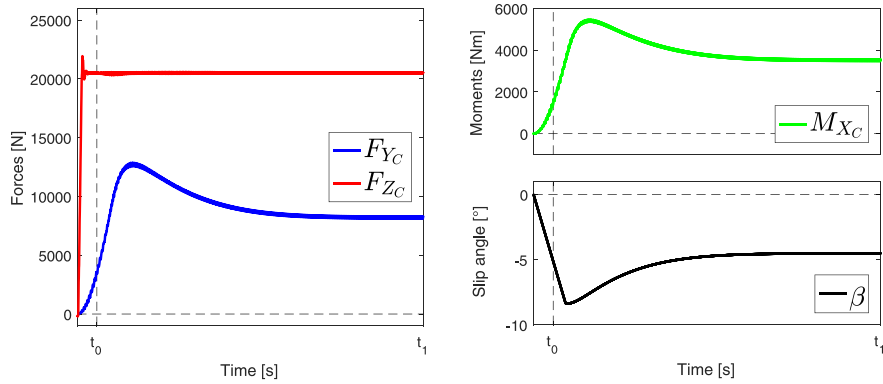 Forces [N]
25000
20000
15000
10000
5000
0
F_{Y_C}
F_{Z_C}
t_0
t_1
Time [s]
Moments [Nm]
6000
4000
2000
0
M_{X_C}
Slip angle [°]
0
-5
-10
β
t_0
t_1
Time [s]